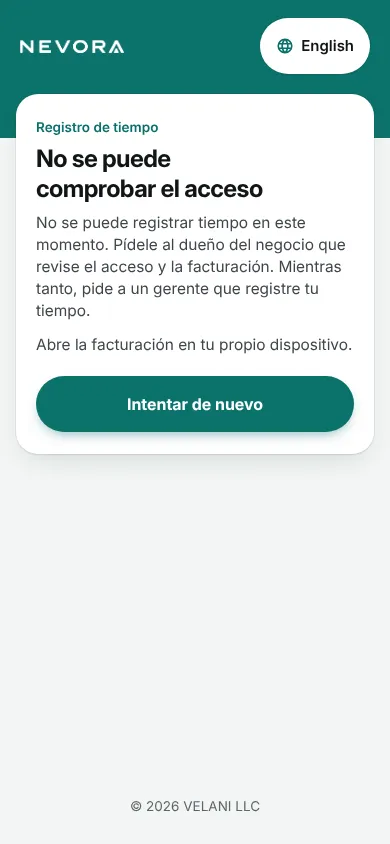 NEVORA
English
Registro de tiempo
No se puede
comprobar el acceso
No se puede registrar tiempo en este
momento. Pídele al dueño del negocio que
revise el acceso y la facturación. Mientras
tanto, pide a un gerente que registre tu
tiempo.
Abre la facturación en tu propio dispositivo.
Intentar de nuevo
© 2026 VELANI LLC